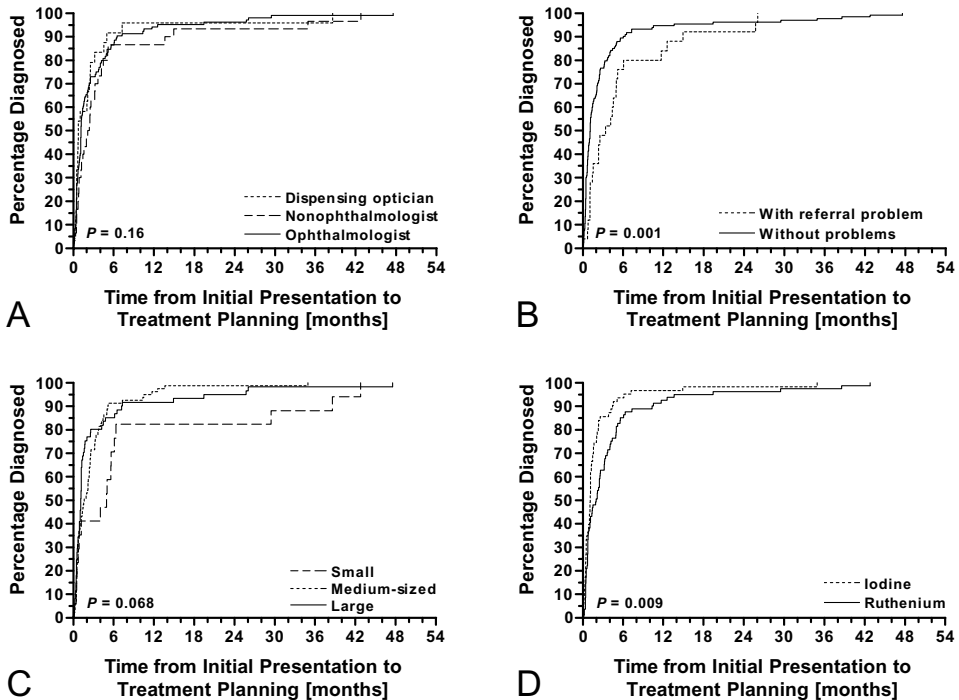 Percentage Diagnosed
100
90
80
70
60
50
40
30
20
10
0
Dispensing optician
Nonophthalmologist
Ophthalmologist
P = 0.16
0 6 12 18 24 30 36 42 48 54
Time from Initial Presentation to
Treatment Planning [months]
A
Percentage Diagnosed
100
90
80
70
60
50
40
30
20
10
0
With referral problem
Without problems
P = 0.001
0 6 12 18 24 30 36 42 48 54
Time from Initial Presentation to
Treatment Planning [months]
B
Percentage Diagnosed
100
90
80
70
60
50
40
30
20
10
0
Small
Medium-sized
Large
P = 0.068
0 6 12 18 24 30 36 42 48 54
Time from Initial Presentation to
Treatment Planning [months]
C
Percentage Diagnosed
100
90
80
70
60
50
40
30
20
10
0
Iodine
Ruthenium
P = 0.009
0 6 12 18 24 30 36 42 48 54
Time from Initial Presentation to
Treatment Planning [months]
D